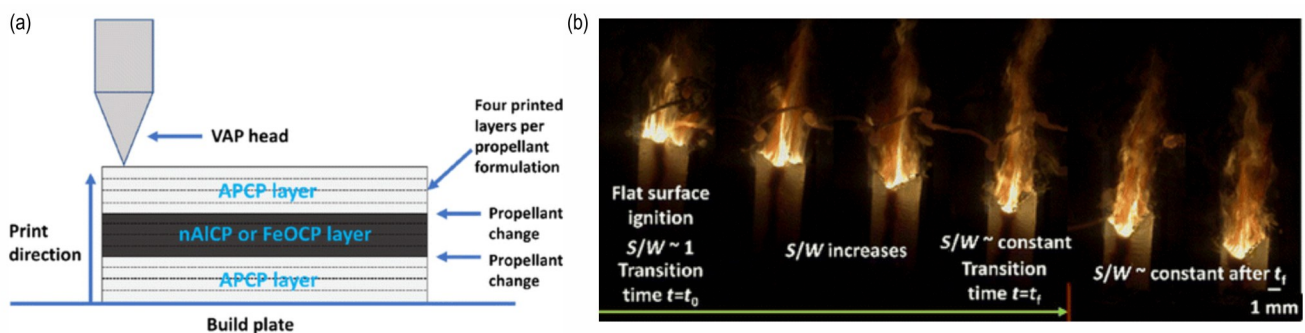 (a)
VAP head
Four printed
layers per
propellant
formulation
APCP layer
Propellant
change
nAlCP or FeOCP layer
Propellant
change
APCP layer
Print
direction
Build plate
(b)
Flat surface
ignition
S/W ~ 1
Transition
time t=t0
S/W increases
S/W ~ constant
Transition
time t=tf
S/W ~ constant after tf
1 mm